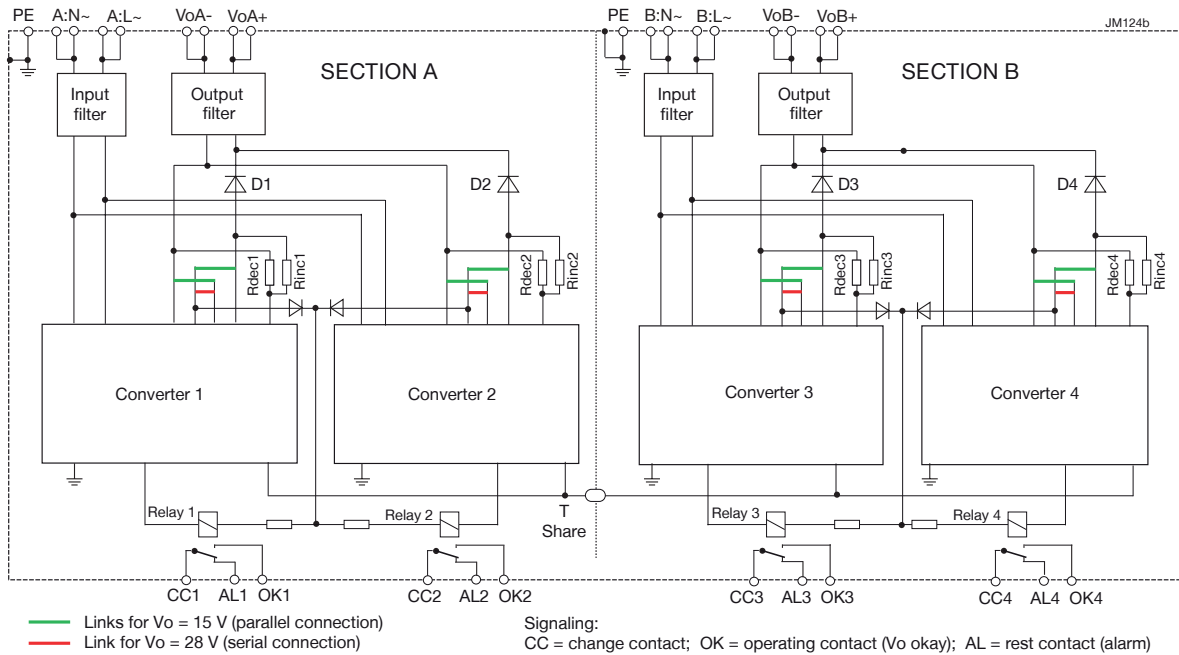 PE A:N~ A:L~ VoA- VoA+ PE B:N~ B:L~ VoB- VoB+
JM124b
SECTION A
SECTION B
Input
filter
Output
filter
Input
filter
Output
filter
D1
D2
D3
D4
Rdec1
Rinc1
Rdec2
Rinc2
Rdec3
Rinc3
Rdec4
Rinc4
Converter 1
Converter 2
Converter 3
Converter 4
Relay 1
Relay 2
T
Share
Relay 3
Relay 4
CC1 AL1 OK1 CC2 AL2 OK2 CC3 AL3 OK3 CC4 AL4 OK4
Links for Vo = 15 V (parallel connection)
Link for Vo = 28 V (serial connection)
Signaling:
CC = change contact; OK = operating contact (Vo okay); AL = rest contact (alarm)